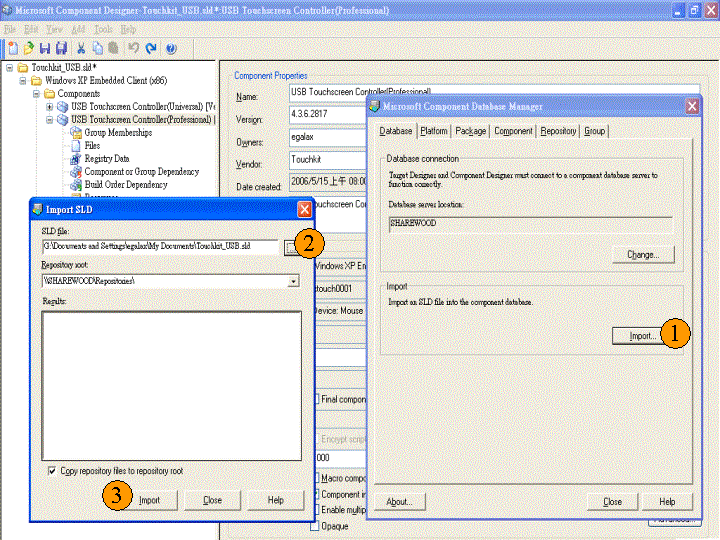 Microsoft Component Designer-Touchkit_USB.sld*:USB Touchscreen Controller(Professional)
File Edit View Add Tools Help
Touchkit_USB.sld*
Windows XP Embedded Client (x86)
Components
USB Touchscreen Controller(Universal) [Ve
USB Touchscreen Controller(Professional) [
Group Memberships
Files
Registry Data
Component or Group Dependency
Build Order Dependency
Component Properties
Name:
USB Touchscreen Controller(Professional)
Version:
4.3.6.2817
Owners:
egalax
Vendor:
Touchkit
Date created:
2006/5/15 上午 08:00
ouchscreen Cont
Windows XP En
touch0001
Device: Mouse
Final compon
Encrypt script
000
Macro compo
Component in
Enable multip
Opaque
Advanced...
Microsoft Component Database Manager
Database Platform Package Component Repository Group
Database connection
Target Designer and Component Designer must connect to a component database server to
function correctly.
Database server location:
SHAREWOOD
Change...
Import
Import an SLD file into the component database.
Import...
1
About...
Close
Help
Import SLD
SLD file:
G:\Documents and Settings\egalax\My Documents\Touchkit_USB.sld
2
Repository root:
\\SHAREWOOD\Repositories\
Results:
Copy repository files to repository root
3
Import
Close
Help